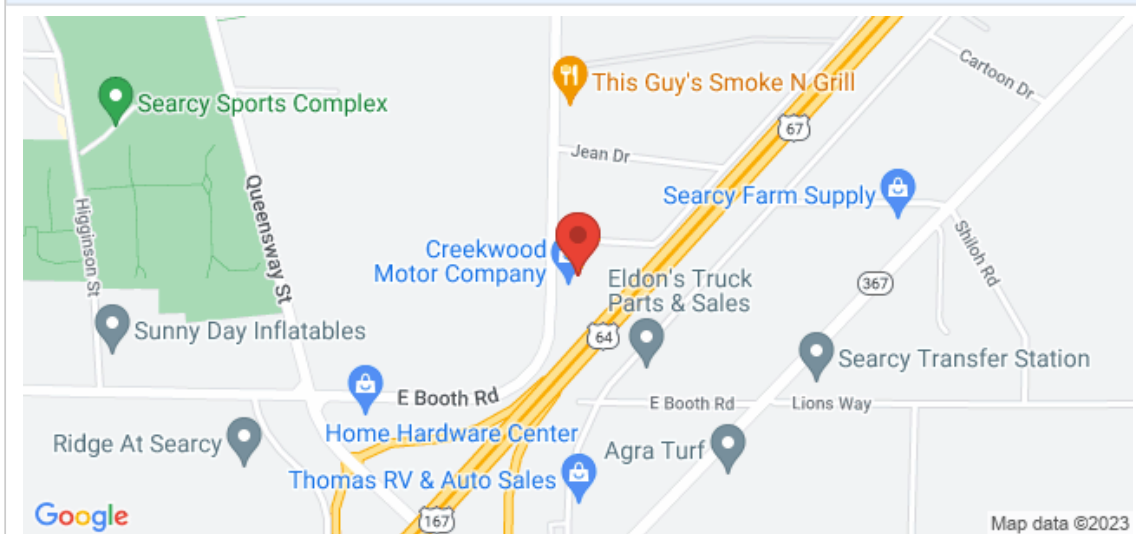 This Guy's Smoke N Grill
Cartoon Dr
Searcy Sports Complex
67
Jean Dr
Queensway St
Searcy Farm Supply
Higginson St
Shiloh Rd
Creekwood
Motor Company
Eldon's Truck
Parts & Sales
367
Sunny Day Inflatables
64
Searcy Transfer Station
E Booth Rd
E Booth Rd
Lions Way
Home Hardware Center
Ridge At Searcy
Agra Turf
Thomas RV & Auto Sales
Google
167
Map data ©2023